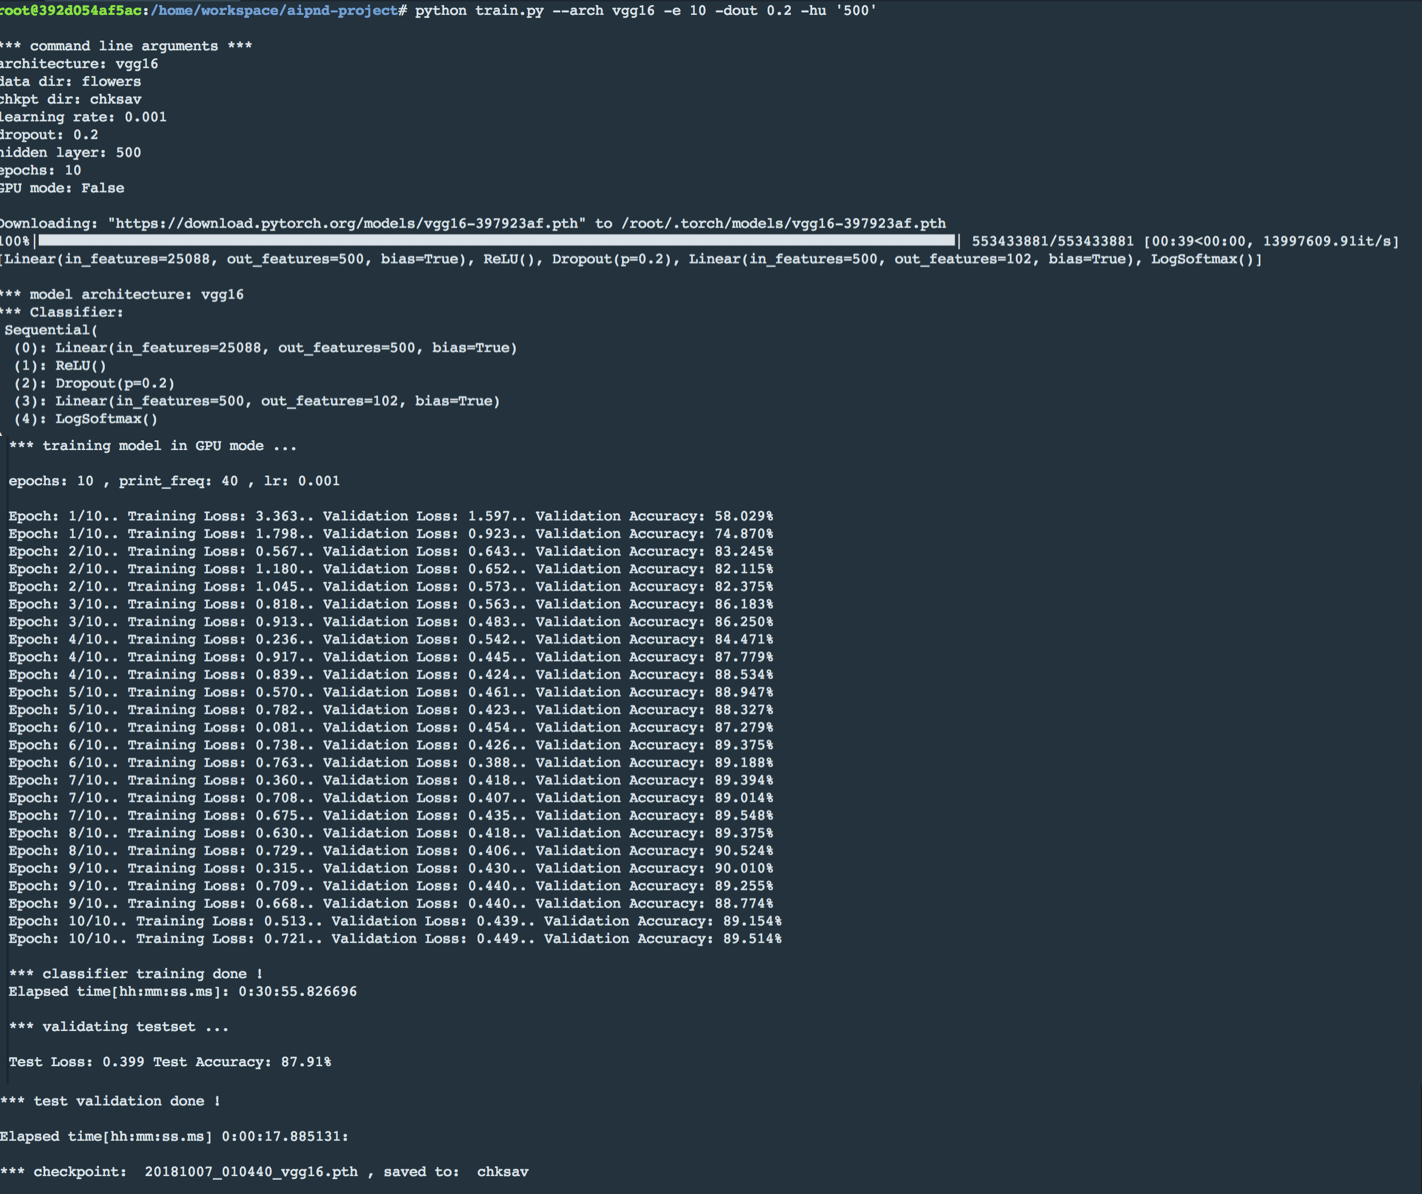 root@392d054af5ac:/home/workspace/aipnd-project# python train.py --arch vgg16 -e 10 -dout 0.2 -hu '500'
*** command line arguments ***
architecture: vgg16
data dir: flowers
chkpt dir: chksav
learning rate: 0.001
dropout: 0.2
hidden layer: 500
epochs: 10
GPU mode: False
Downloading: "https://download.pytorch.org/models/vgg16-397923af.pth" to /root/.torch/models/vgg16-397923af.pth
100%| | 553433881/553433881 [00:39<00:00, 13997609.91it/s]
[Linear(in_features=25088, out_features=500, bias=True), ReLU(), Dropout(p=0.2), Linear(in_features=500, out_features=102, bias=True), LogSoftmax()]
*** model architecture: vgg16
*** Classifier:
Sequential(
(0): Linear(in_features=25088, out_features=500, bias=True)
(1): ReLU()
(2): Dropout(p=0.2)
(3): Linear(in_features=500, out_features=102, bias=True)
(4): LogSoftmax()
*** training model in GPU mode ...
epochs: 10 , print_freq: 40 , lr: 0.001
Epoch: 1/10.. Training Loss: 3.363.. Validation Loss: 1.597.. Validation Accuracy: 58.029%
Epoch: 1/10.. Training Loss: 1.798.. Validation Loss: 0.923.. Validation Accuracy: 74.870%
Epoch: 2/10.. Training Loss: 0.567.. Validation Loss: 0.643.. Validation Accuracy: 83.245%
Epoch: 2/10.. Training Loss: 1.180.. Validation Loss: 0.652.. Validation Accuracy: 82.115%
Epoch: 2/10.. Training Loss: 1.045.. Validation Loss: 0.573.. Validation Accuracy: 82.375%
Epoch: 3/10.. Training Loss: 0.818.. Validation Loss: 0.563.. Validation Accuracy: 86.183%
Epoch: 3/10.. Training Loss: 0.913.. Validation Loss: 0.483.. Validation Accuracy: 86.250%
Epoch: 4/10.. Training Loss: 0.236.. Validation Loss: 0.542.. Validation Accuracy: 84.471%
Epoch: 4/10.. Training Loss: 0.917.. Validation Loss: 0.445.. Validation Accuracy: 87.779%
Epoch: 4/10.. Training Loss: 0.839.. Validation Loss: 0.424.. Validation Accuracy: 88.534%
Epoch: 5/10.. Training Loss: 0.570.. Validation Loss: 0.461.. Validation Accuracy: 88.947%
Epoch: 5/10.. Training Loss: 0.782.. Validation Loss: 0.423.. Validation Accuracy: 88.327%
Epoch: 6/10.. Training Loss: 0.081.. Validation Loss: 0.454.. Validation Accuracy: 87.279%
Epoch: 6/10.. Training Loss: 0.738.. Validation Loss: 0.426.. Validation Accuracy: 89.375%
Epoch: 6/10.. Training Loss: 0.763.. Validation Loss: 0.388.. Validation Accuracy: 89.188%
Epoch: 7/10.. Training Loss: 0.360.. Validation Loss: 0.418.. Validation Accuracy: 89.394%
Epoch: 7/10.. Training Loss: 0.708.. Validation Loss: 0.407.. Validation Accuracy: 89.014%
Epoch: 7/10.. Training Loss: 0.675.. Validation Loss: 0.435.. Validation Accuracy: 89.548%
Epoch: 8/10.. Training Loss: 0.630.. Validation Loss: 0.418.. Validation Accuracy: 89.375%
Epoch: 8/10.. Training Loss: 0.729.. Validation Loss: 0.406.. Validation Accuracy: 90.524%
Epoch: 9/10.. Training Loss: 0.315.. Validation Loss: 0.430.. Validation Accuracy: 90.010%
Epoch: 9/10.. Training Loss: 0.709.. Validation Loss: 0.440.. Validation Accuracy: 89.255%
Epoch: 9/10.. Training Loss: 0.668.. Validation Loss: 0.440.. Validation Accuracy: 88.774%
Epoch: 10/10.. Training Loss: 0.513.. Validation Loss: 0.439.. Validation Accuracy: 89.154%
Epoch: 10/10.. Training Loss: 0.721.. Validation Loss: 0.449.. Validation Accuracy: 89.514%
*** classifier training done !
Elapsed time[hh:mm:ss.ms]: 0:30:55.826696
*** validating testset ...
Test Loss: 0.399 Test Accuracy: 87.91%
*** test validation done !
Elapsed time[hh:mm:ss.ms] 0:00:17.885131:
*** checkpoint: 20181007_010440_vgg16.pth , saved to: chksav